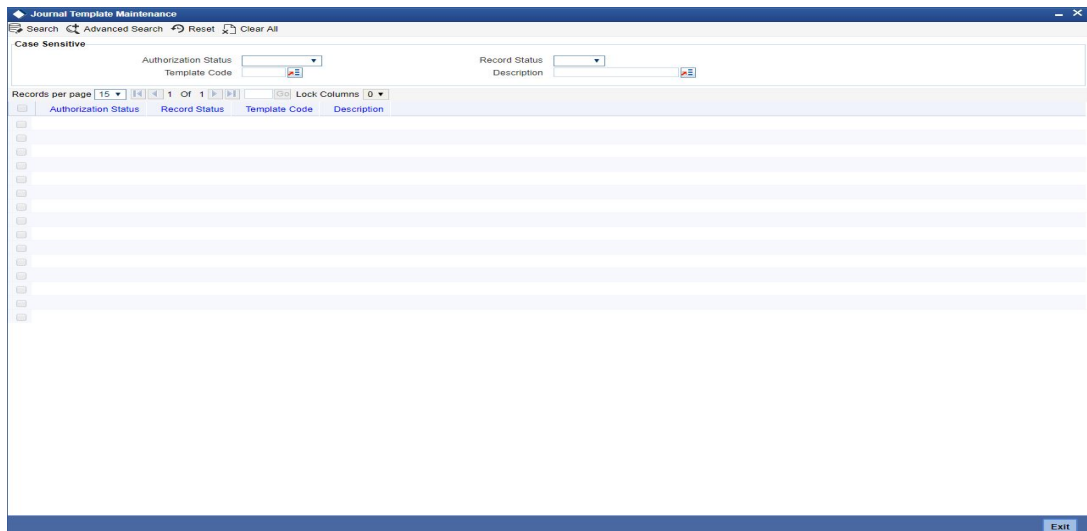 Journal Template Maintenance
Search Advanced Search Reset Clear All
Case Sensitive
Authorization Status Record Status
Template Code Description
Records per page 15 1 Of 1 Go Lock Columns 0
Authorization Status Record Status Template Code Description
Exit